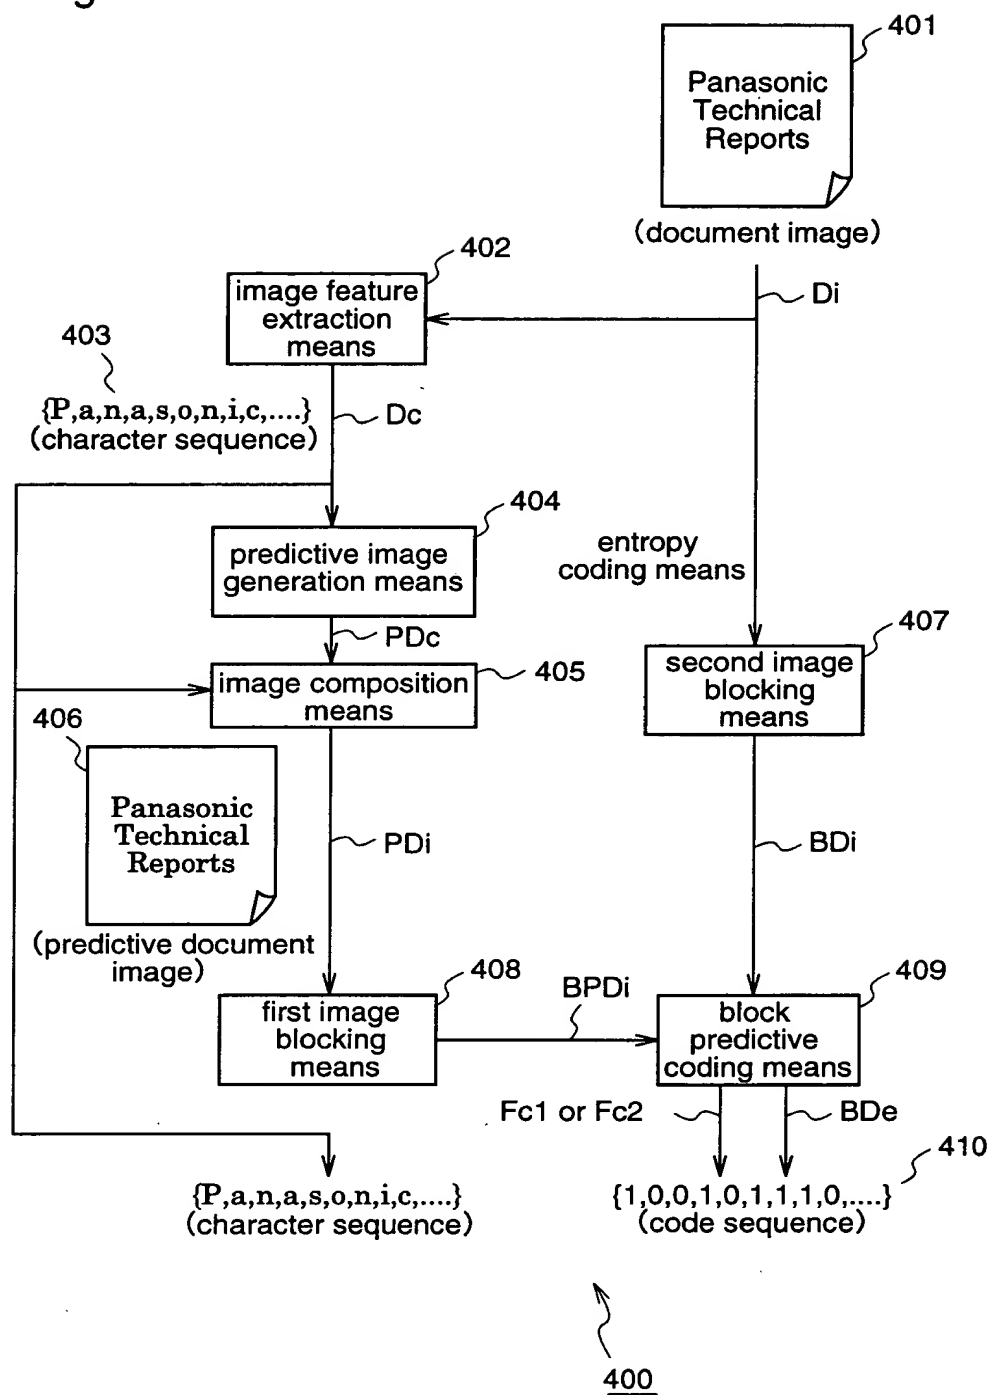 g
401
Panasonic
Technical
Reports
(document image)
402
Di
image feature
extraction
means
403
{P,a,n,a,s,o,n,i,c,....}
(character sequence)
Dc
404
predictive image
generation means
entropy
coding means
PDc
407
405
second image
blocking
means
image composition
means
406
Panasonic
Technical
Reports
PDi
BDi
(predictive document
image)
408
BPDi
409
first image
blocking
means
block
predictive
coding means
Fc1 or Fc2
BDe
410
{P,a,n,a,s,o,n,i,c,....}
(character sequence)
{1,0,0,1,0,1,1,1,0,....}
(code sequence)
400